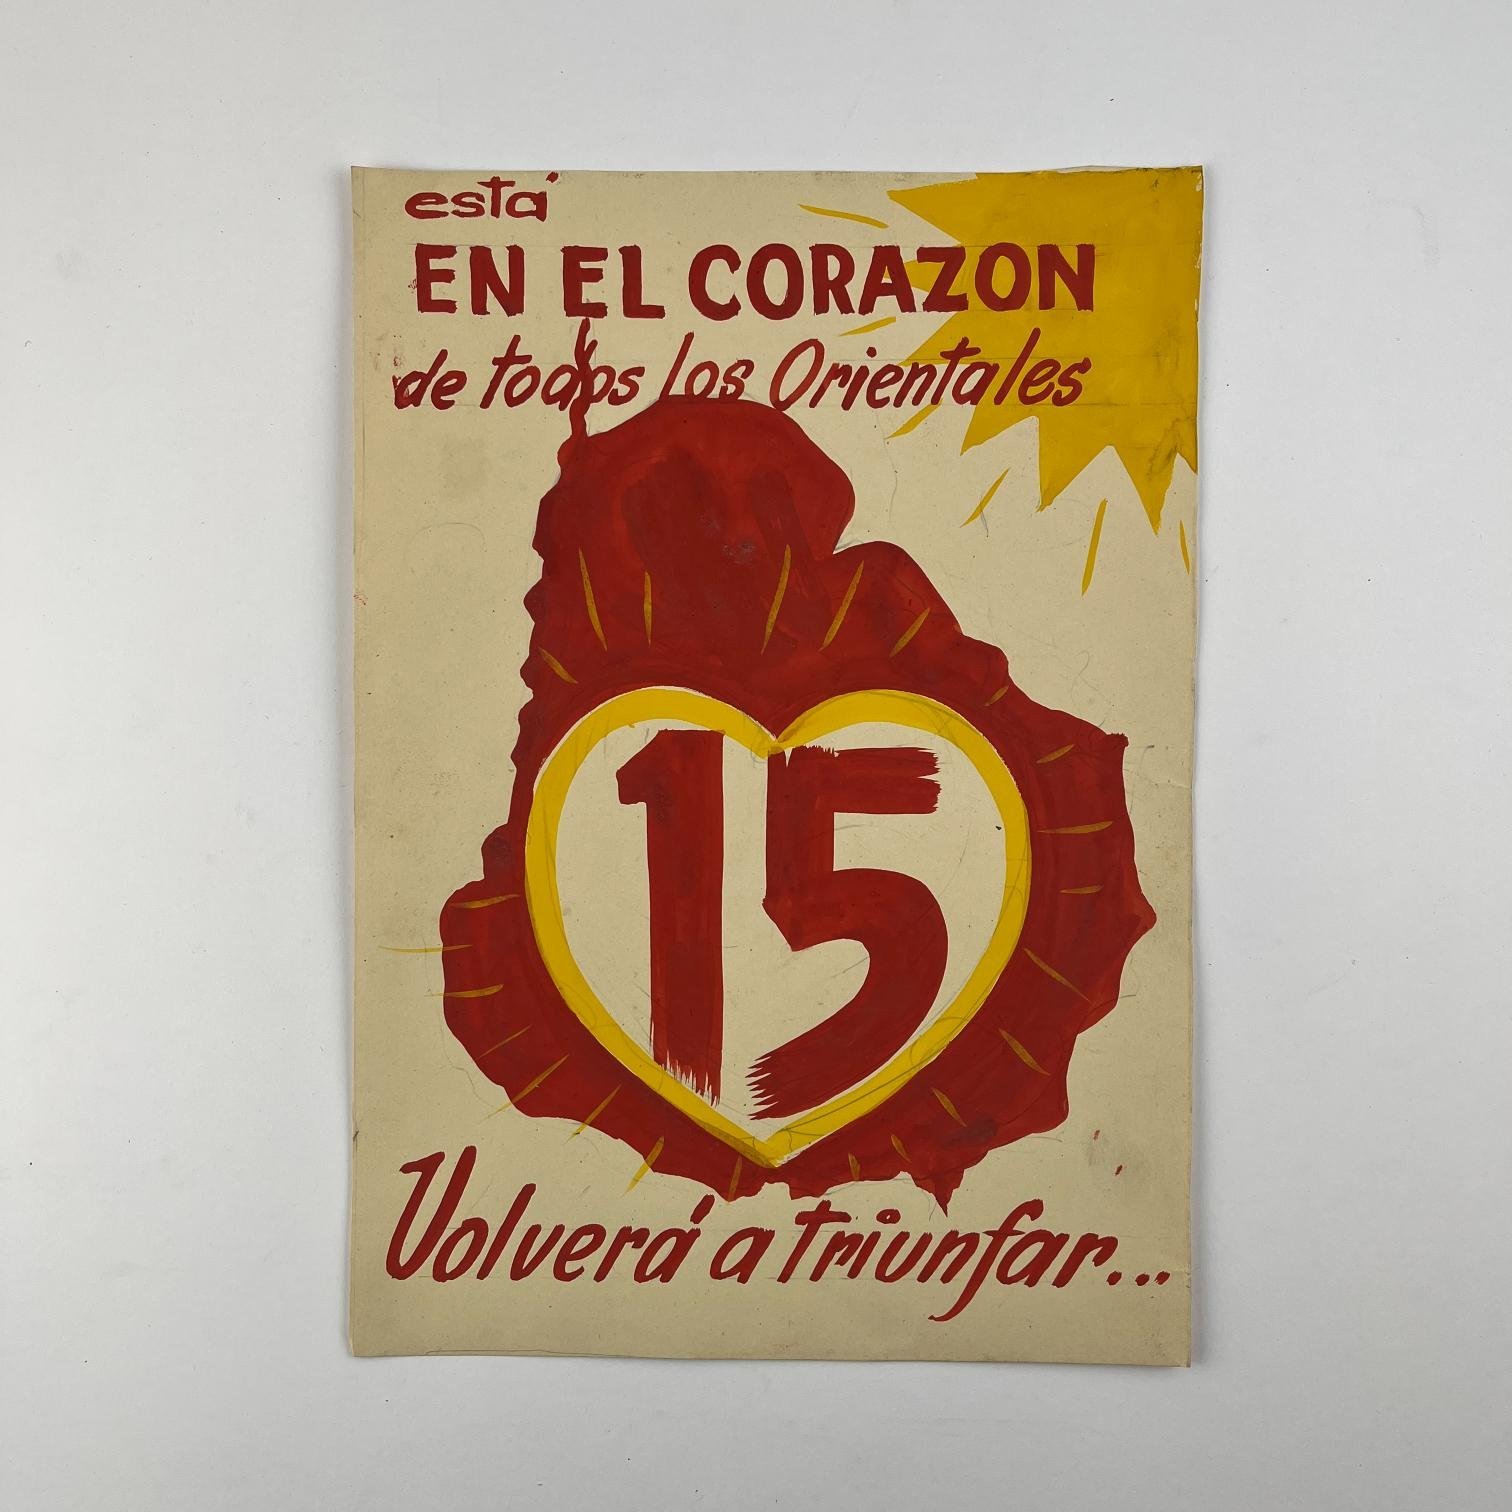 está
EN EL CORAZON
de todos los Orientales
15
Volverá a triunfar...